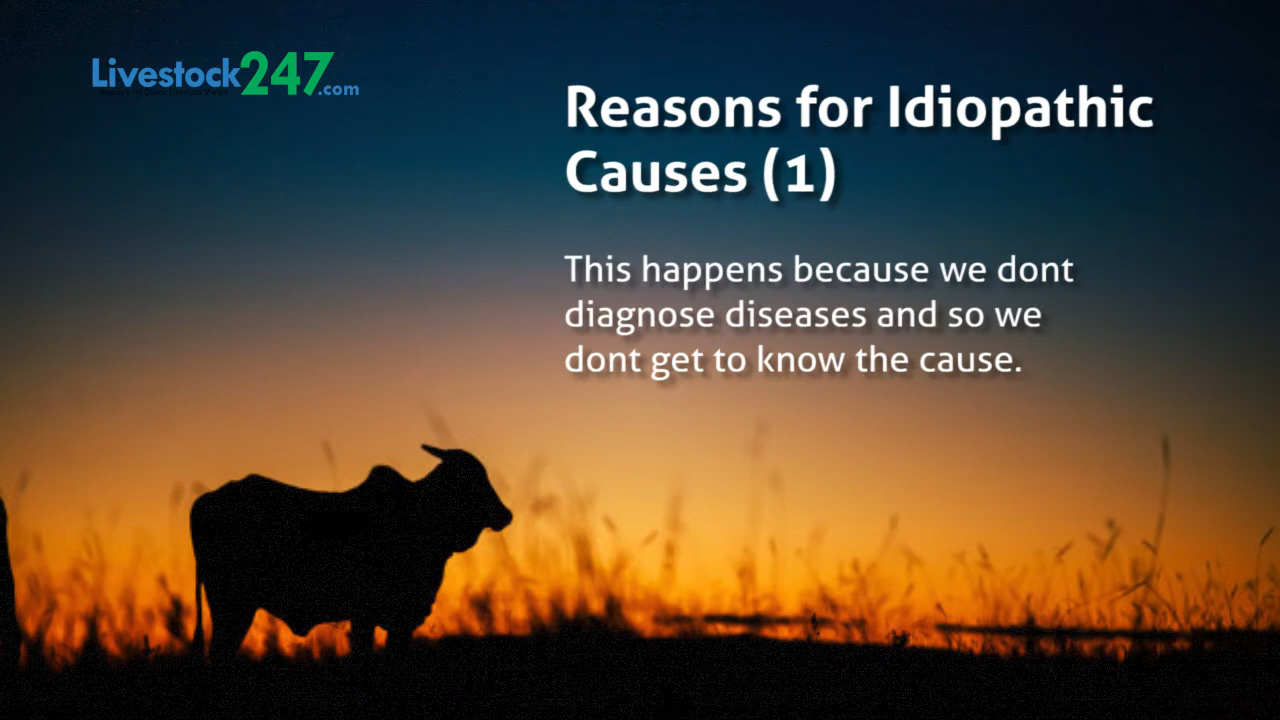 Livestock247.com
Reasons for Idiopathic
Causes (1)
This happens because we dont
diagnose diseases and so we
dont get to know the cause.